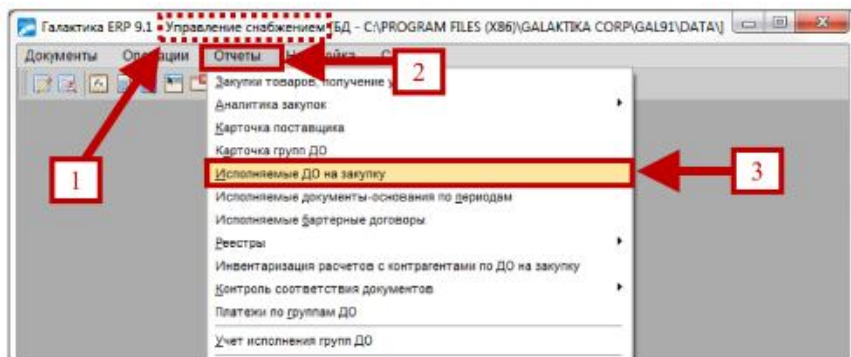 Галактика ERP 9.1 - Управление снабжением БД - C:\PROGRAM FILES (X86)\GALAKTIKA CORP\GAL91\DATA\
Документы Операции Отчеты Настройка
2
Закупки товаров, получение
Аналитика закупок
Карточка поставщика
Карточка групп ДО
1
Исполняемые ДО на закупку
3
Исполняемые документы-основания по периодам
Исполняемые бартерные договоры
Реестры
Инвентаризация расчетов с контрагентами по ДО на закупку
Контроль соответствия документов
Платежи по группам ДО
Учет исполнения групп ДО